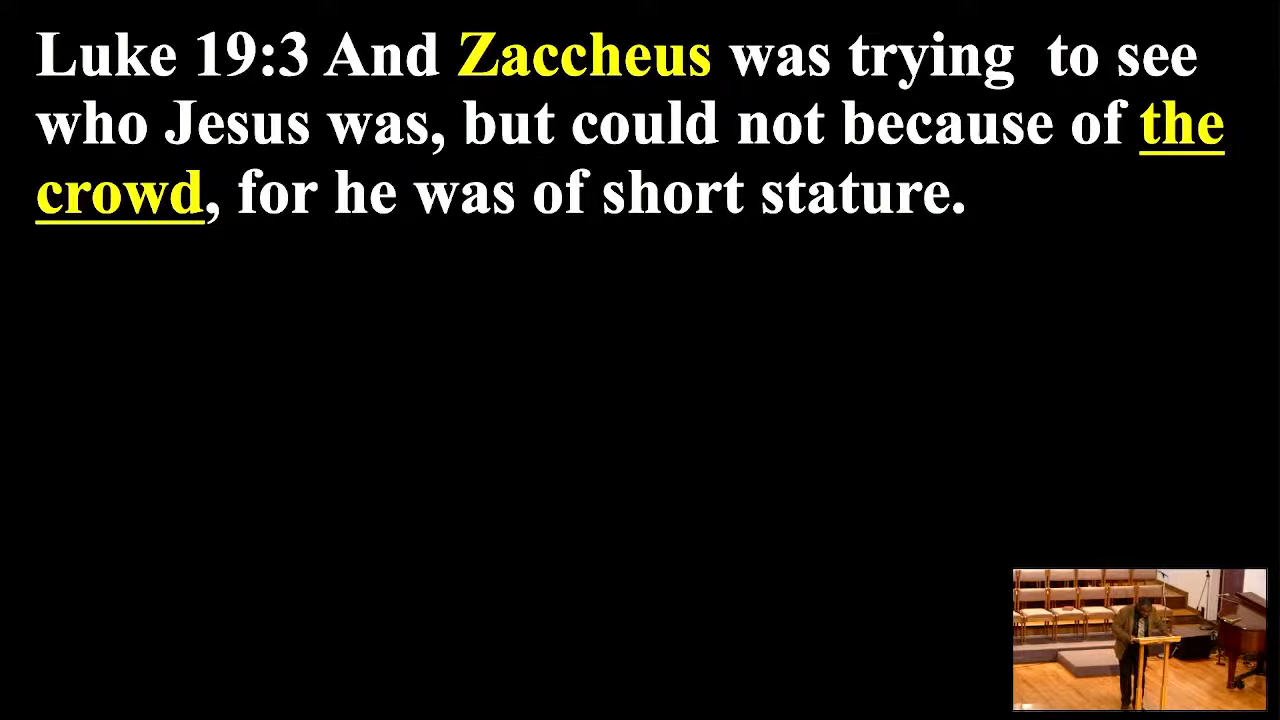 Luke 19:3 And Zaccheus was trying  to see
who Jesus was, but could not because of the
crowd, for he was of short stature.